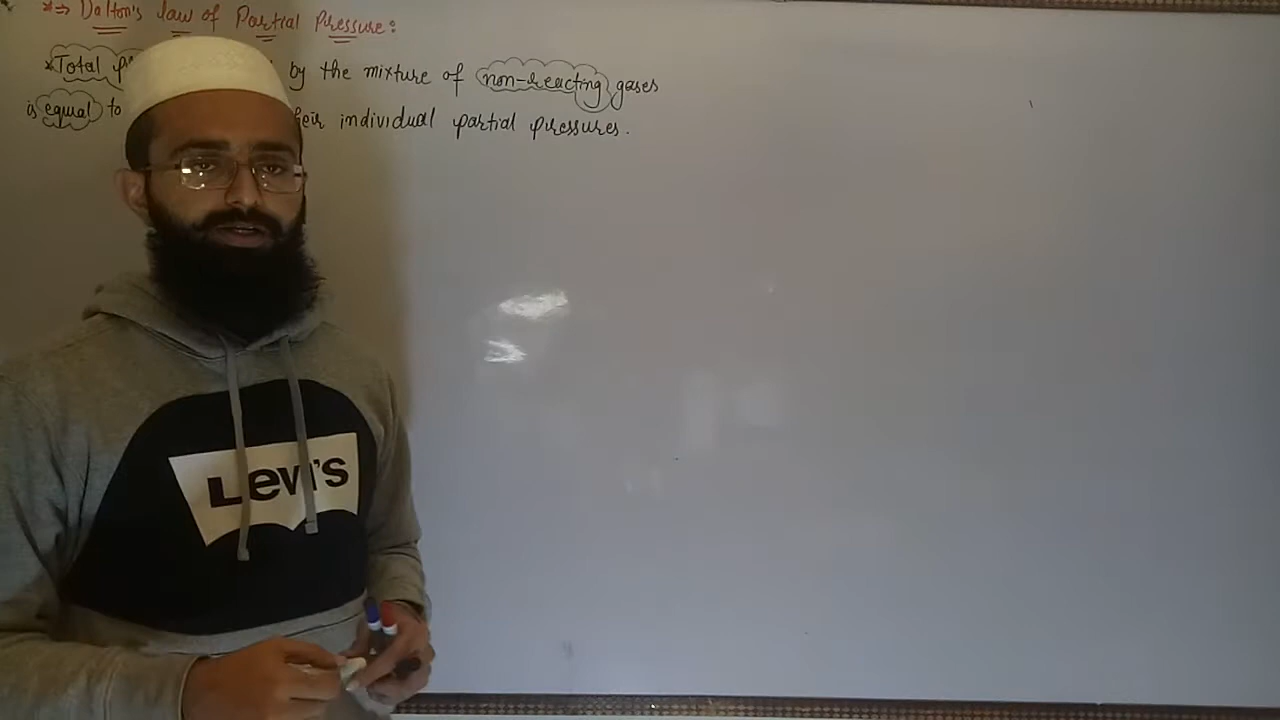 *⇒ Dalton's law of Partial Pressure:
*Total by the mixture of non-reacting gases
is equal to individual partial pressures.
Levi's